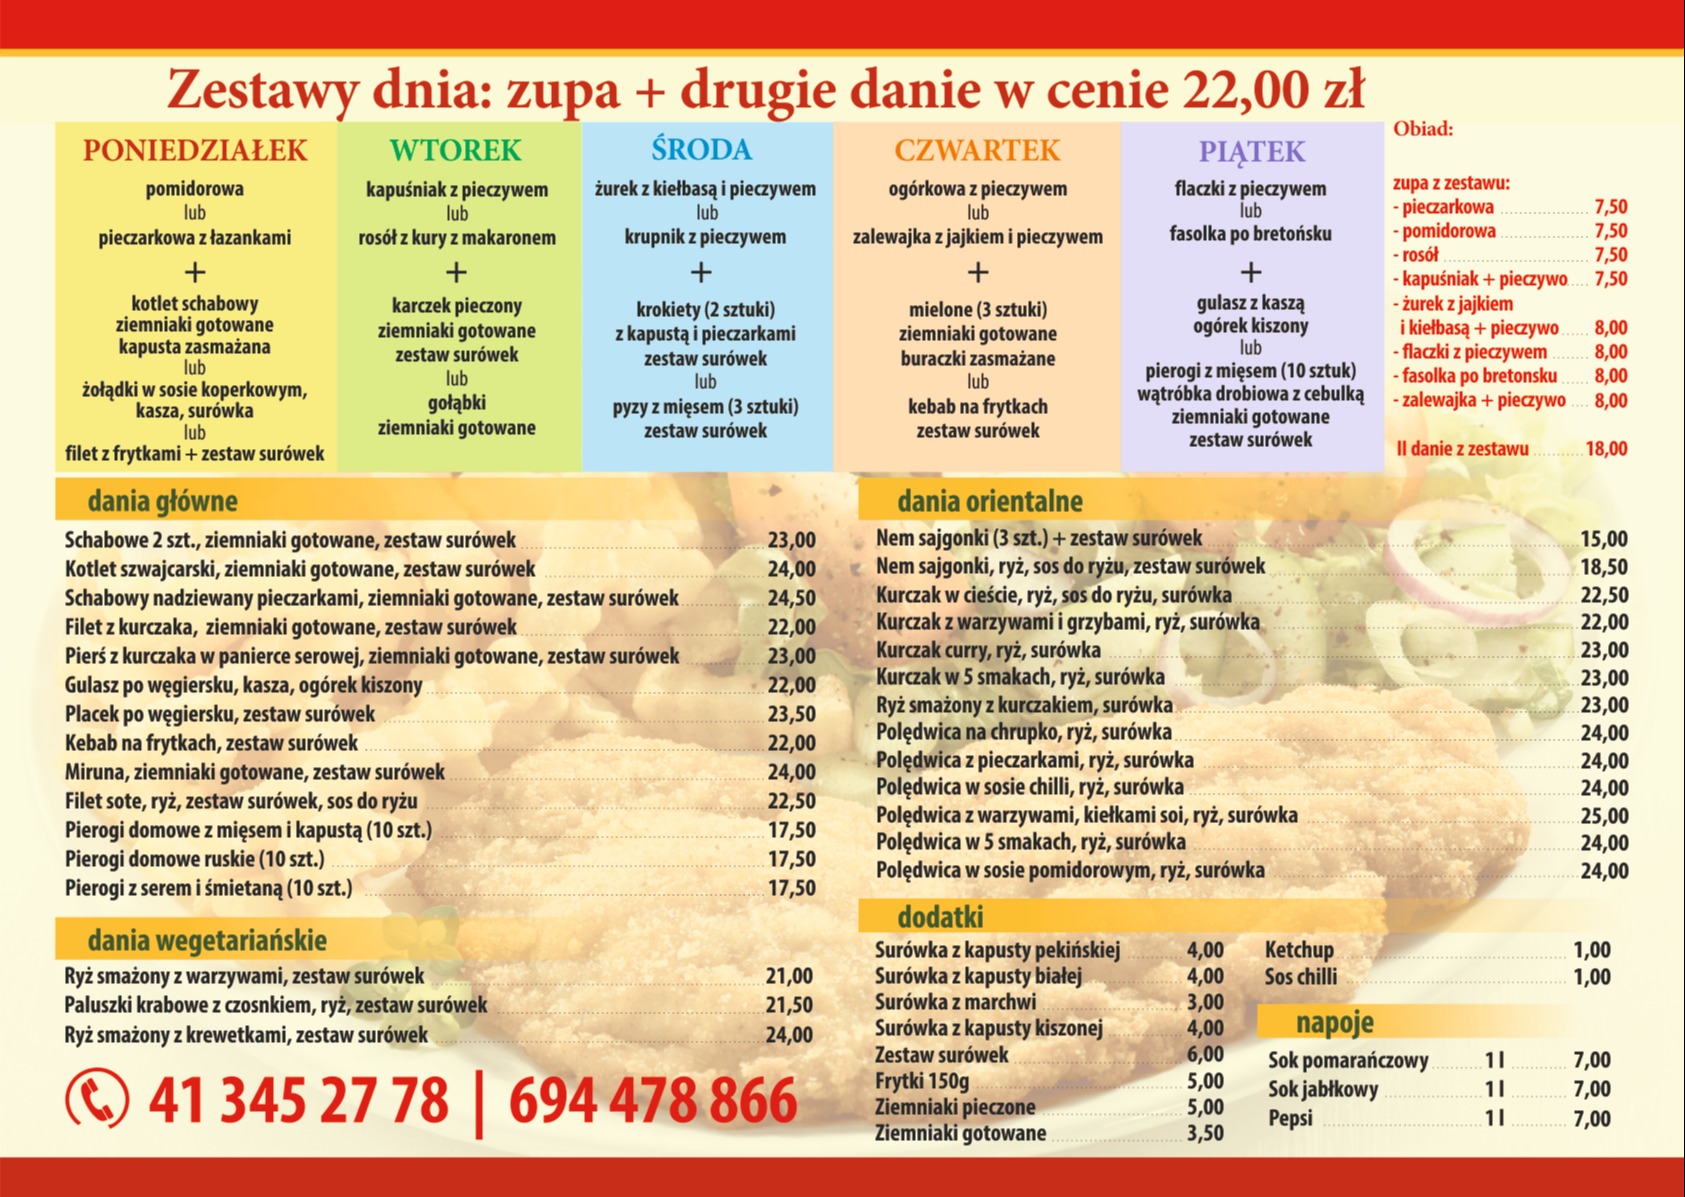 Zestawy dnia: zupa + drugie danie w cenie 22,00 zł
PONIEDZIAŁEK
pomidorowa
lub
pieczarkowa z łazankami
+
kotlet schabowy
ziemniaki gotowane
kapusta zasmażana
lub
żołądki w sosie koperkowym,
kasza, surówka
lub
filet z frytkami + zestaw surówek
WTOREK
kapuśniak z pieczywem
lub
rosół z kury z makaronem
+
karczek pieczony
ziemniaki gotowane
zestaw surówek
lub
gołąbki
ziemniaki gotowane
ŚRODA
żurek z kiełbasą i pieczywem
lub
krupnik z pieczywem
+
krokiety (2 sztuki)
z kapustą i pieczarkami
zestaw surówek
lub
pyzy z mięsem (3 sztuki)
zestaw surówek
CZWARTEK
ogórkowa z pieczywem
lub
zalewajka z jajkiem i pieczywem
+
mielone (3 sztuki)
ziemniaki gotowane
buraczki zasmażane
lub
kebab na frytkach
zestaw surówek
PIĄTEK
flaczki z pieczywem
lub
fasolka po bretońsku
+
gulasz z kaszą
ogórek kiszony
lub
pierogi z mięsem (10 sztuk)
wątróbka drobiowa z cebulką
ziemniaki gotowane
zestaw surówek
Obiad:
zupa z zestawu:
- pieczarkowa 7,50
- pomidorowa 7,50
- rosół 7,50
- kapuśniak + pieczywo 7,50
- żurek z jajkiem
i kiełbasą + pieczywo 8,00
- flaczki z pieczywem 8,00
- fasolka po bretonsku 8,00
- zalewajka + pieczywo 8,00
II danie z zestawu 18,00
dania główne
Schabowe 2 szt., ziemniaki gotowane, zestaw surówek 23,00
Kotlet szwajcarski, ziemniaki gotowane, zestaw surówek 24,00
Schabowy nadziewany pieczarkami, ziemniaki gotowane, zestaw surówek 24,50
Filet z kurczaka, ziemniaki gotowane, zestaw surówek 22,00
Pierś z kurczaka w panierce serowej, ziemniaki gotowane, zestaw surówek 23,00
Gulasz po węgiersku, kasza, ogórek kiszony 22,00
Placek po węgiersku, zestaw surówek 23,50
Kebab na frytkach, zestaw surówek 22,00
Miruna, ziemniaki gotowane, zestaw surówek 24,00
Filet sote, ryż, zestaw surówek, sos do ryżu 22,50
Pierogi domowe z mięsem i kapustą (10 szt.) 17,50
Pierogi domowe ruskie (10 szt.) 17,50
Pierogi z serem i śmietaną (10 szt.) 17,50
dania wegetariańskie
Ryż smażony z warzywami, zestaw surówek 21,00
Paluszki krabowe z czosnkiem, ryż, zestaw surówek 21,50
Ryż smażony z krewetkami, zestaw surówek 24,00
41 345 27 78 | 694 478 866
dania orientalne
Nem sajgonki (3 szt.) + zestaw surówek 15,00
Nem sajgonki, ryż, sos do ryżu, zestaw surówek 18,50
Kurczak w cieście, ryż, sos do ryżu, surówka 22,50
Kurczak z warzywami i grzybami, ryż, surówka 22,00
Kurczak curry, ryż, surówka 23,00
Kurczak w 5 smakach, ryż, surówka 23,00
Ryż smażony z kurczakiem, surówka 23,00
Polędwica na chrupko, ryż, surówka 24,00
Polędwica z pieczarkami, ryż, surówka 24,00
Polędwica w sosie chilli, ryż, surówka 24,00
Polędwica z warzywami, kiełkami soi, ryż, surówka 25,00
Polędwica w 5 smakach, ryż, surówka 24,00
Polędwica w sosie pomidorowym, ryż, surówka 24,00
dodatki
Surówka z kapusty pekińskiej 4,00
Surówka z kapusty białej 4,00
Surówka z marchwi 3,00
Surówka z kapusty kiszonej 4,00
Zestaw surówek 6,00
Frytki 150g 5,00
Ziemniaki pieczone 5,00
Ziemniaki gotowane 3,50
Ketchup 1,00
Sos chilli 1,00
napoje
Sok pomarańczowy 1 l 7,00
Sok jabłkowy 1 l 7,00
Pepsi 1 l 7,00